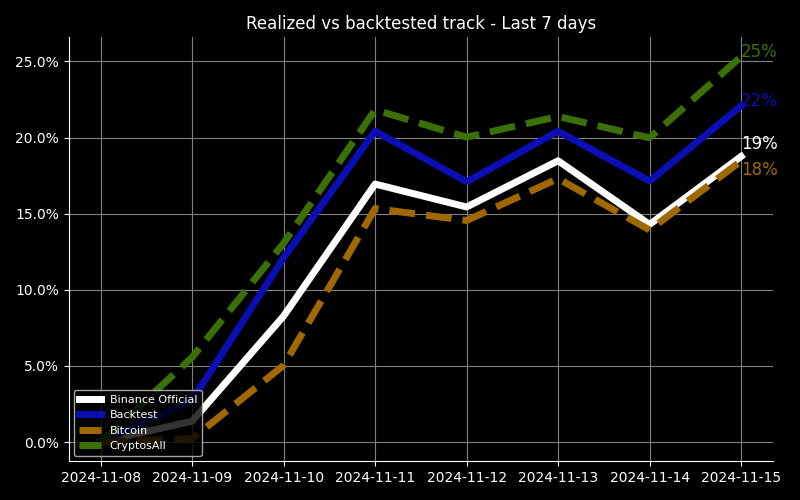 Realized vs backtested track - Last 7 days
25.0%
20.0%
15.0%
10.0%
5.0%
0.0%
25%
22%
19%
18%
Binance Official
Backtest
Bitcoin
CryptosAll
2024-11-08 2024-11-09 2024-11-10 2024-11-11 2024-11-12 2024-11-13 2024-11-14 2024-11-15